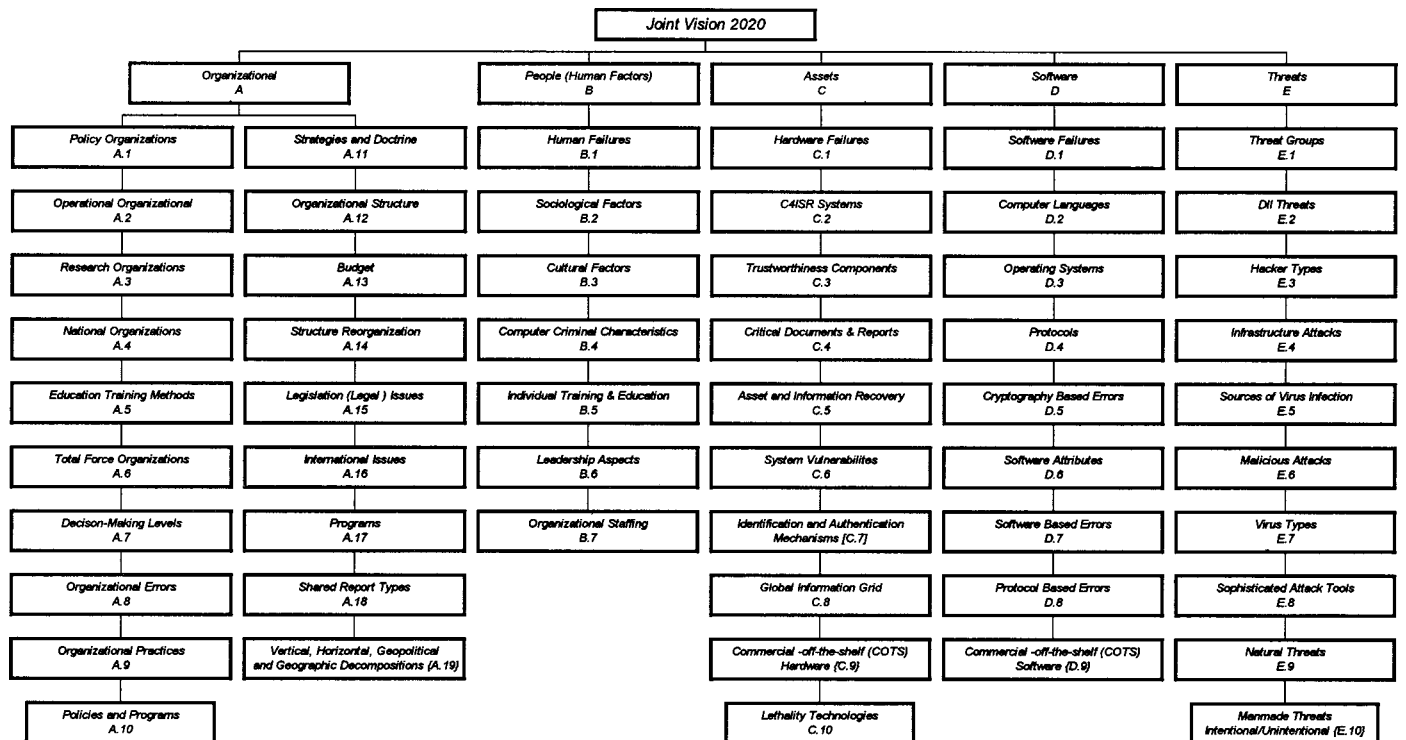 Joint Vision 2020
Organizational
A
People (Human Factors)
B
Assets
C
Software
D
Threats
E
Policy Organizations
A.1
Strategies and Doctrine
A.11
Human Failures
B.1
Hardware Failures
C.1
Software Failures
D.1
Threat Groups
E.1
Operational Organizational
A.2
Organizational Structure
A.12
Sociological Factors
B.2
C4ISR Systems
C.2
Computer Languages
D.2
DII Threats
E.2
Research Organizations
A.3
Budget
A.13
Cultural Factors
B.3
Trustworthiness Components
C.3
Operating Systems
D.3
Hacker Types
E.3
National Organizations
A.4
Structure Reorganization
A.14
Computer Criminal Characteristics
B.4
Critical Documents & Reports
C.4
Protocols
D.4
Infrastructure Attacks
E.4
Education Training Methods
A.5
Legislation (Legal ) Issues
A.15
Individual Training & Education
B.5
Asset and Information Recovery
C.5
Cryptography Based Errors
D.5
Sources of Virus Infection
E.5
Total Force Organizations
A.6
International Issues
A.16
Leadership Aspects
B.6
System Vulnerabilites
C.6
Software Attributes
D.6
Malicious Attacks
E.6
Decison-Making Levels
A.7
Programs
A.17
Organizational Staffing
B.7
Identification and Authentication
Mechanisms [C.7]
Software Based Errors
D.7
Virus Types
E.7
Organizational Errors
A.8
Shared Report Types
A.18
Global Information Grid
C.8
Protocol Based Errors
D.8
Sophisticated Attack Tools
E.8
Organizational Practices
A.9
Vertical, Horizontal, Geopolitical
and Geographic Decompositions {A.19}
Commercial -off-the-shelf (COTS)
Hardware {C.9}
Commercial -off-the-shelf (COTS)
Software {D.9}
Natural Threats
E.9
Policies and Programs
A.10
Lethality Technologies
C.10
Manmade Threats
Intentional/Unintentional {E.10}